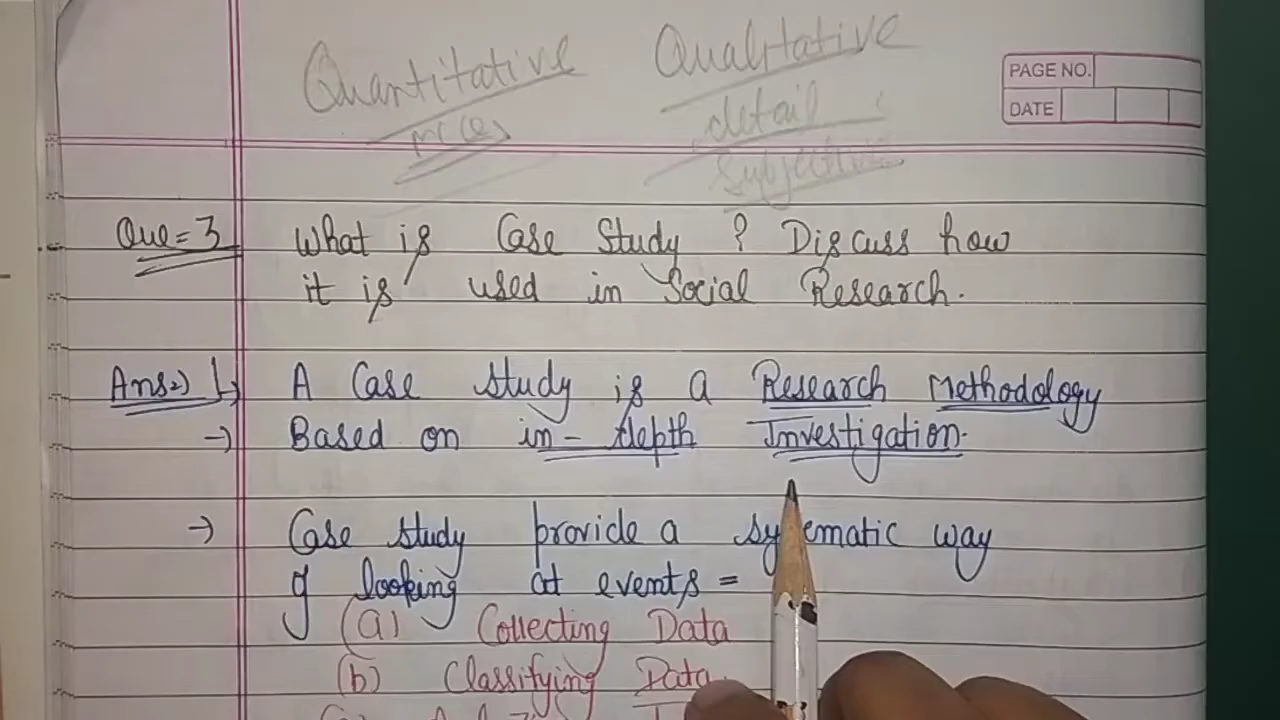 Quantitative Qualitative
MCQs detail
Subjective
PAGE NO.
DATE
Que=3 What is Case Study ? Discuss how
it is used in Social Research.
Ans=) ↳ A Case study is a Research Methodology
→ Based on in-depth Investigation.
→ Case study provide a systematic way
of looking at events =
(a) Collecting Data
(b) Classifying Data